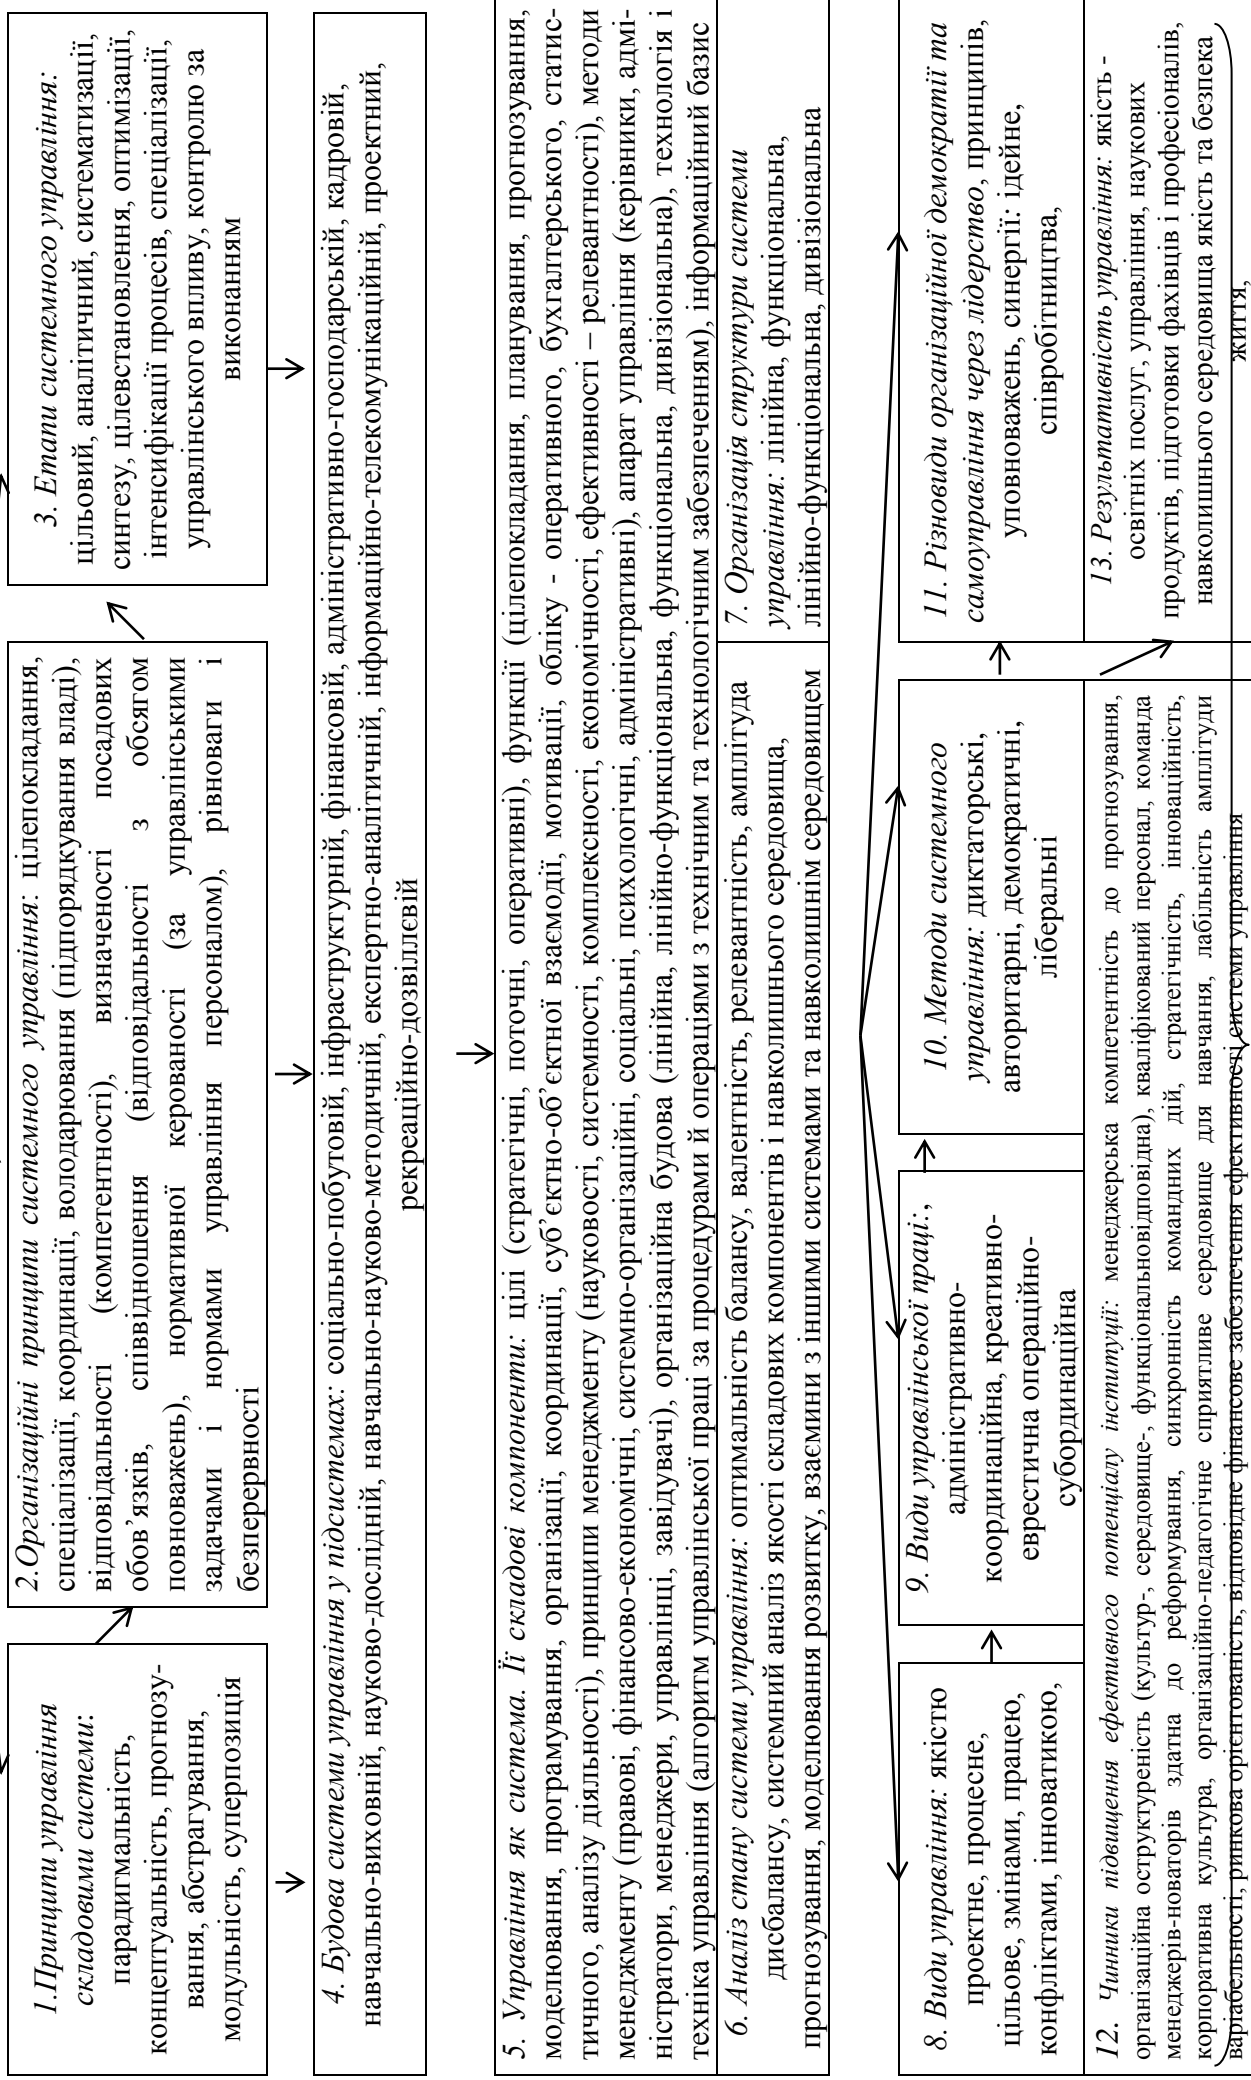 1.Принципи управління
складовими системи:
парадигмальність,
концептуальність, прогнозу-
вання, абстрагування,
модульність, суперпозиція
2.Організаційні принципи системного управління: цілепокладання,
спеціалізації, координації, володарювання (підпорядкування владі),
відповідальності (компетентності), визначеності посадових
обов’язків, співвідношення (відповідальності з обсягом
повноважень), нормативної керованості (за управлінськими
задачами і нормами управління персоналом), рівноваги і
безперервності
3. Етапи системного управління:
цільовий, аналітичний, систематизації,
синтезу, цілевстановлення, оптимізації,
інтенсифікації процесів, спеціалізації,
управлінського впливу, контролю за
виконанням
4. Будова системи управління у підсистемах: соціально-побутовій, інфраструктурній, фінансовій, адміністративно-господарській, кадровій,
навчально-виховній, науково-дослідній, навчально-науково-методичній, експертно-аналітичній, інформаційно-телекомунікаційній, проектний,
рекреаційно-дозвіллєвій
5. Управління як система. Її складові компоненти: цілі (стратегічні, поточні, оперативні), функції (цілепокладання, планування, прогнозування,
моделювання, програмування, організації, координації, суб’єктно-об’єктної взаємодії, мотивації, обліку - оперативного, бухгалтерського, статис-
тичного, аналізу діяльності), принципи менеджменту (науковості, системності, комплексності, економічності, ефективності – релевантності), методи
менеджменту (правові, фінансово-економічні, системно-організаційні, соціальні, психологічні, адміністративні), апарат управління (керівники, адмі-
ністратори, менеджери, управлінці, завідувачі), організаційна будова (лінійна, лінійно-функціональна, функціональна, дивізіональна), технологія і
техніка управління (алгоритм управлінської праці за процедурами й операціями з технічним та технологічним забезпеченням), інформаційний базис
6. Аналіз стану системи управління: оптимальність балансу, валентність, релевантність, амплітуда
дисбалансу, системний аналіз якості складових компонентів і навколишнього середовища,
прогнозування, моделювання розвитку, взаємини з іншими системами та навколишнім середовищем
7. Організація структури системи
управління: лінійна, функціональна,
лінійно-функціональна, дивізіональна
8. Види управління: якістю
проектне, процесне,
цільове, змінами, працею,
конфліктами, інноватикою,
9. Види управлінської праці:,
адміністративно-
координаційна, креативно-
евристична операційно-
субординаційна
10. Методи системного
управління: диктаторські,
авторитарні, демократичні,
ліберальні
11. Різновиди організаційної демократії та
самоуправління через лідерство, принципів,
уповноважень, синергії: ідейне,
співробітництва,
12. Чинники підвищення ефективного потенціалу інституції: менеджерська компетентність до прогнозування,
організаційна оструктуреність (культур-, середовище-, функціональновідповідна), кваліфікований персонал, команда
менеджерів-новаторів здатна до реформування, синхронність командних дій, стратегічність, інноваційність,
корпоративна культура, організаційно-педагогічне сприятливе середовище для навчання, лабільність амплітуди
варіабельності, ринкова орієнтованість, відповідне фінансове забезпечення ефективності системи управління
13. Результативність управління: якість -
освітніх послуг, управління, наукових
продуктів, підготовки фахівців і професіоналів,
навколишнього середовища якість та безпека
життя,